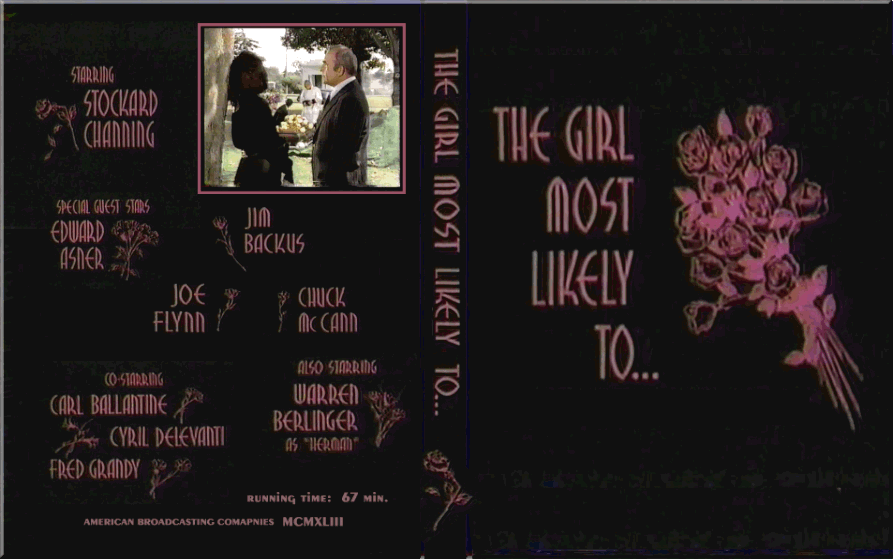 STARRING
STOCKARD
CHANNING
SPECIAL GUEST STARS
EDWARD
ASNER
JIM
BACKUS
JOE
FLYNN
CHUCK
McCANN
CO-STARRING
CARL BALLANTINE
CYRIL DELEVANTI
FRED GRANDY
ALSO STARRING
WARREN
BERLINGER
AS "HERMAN"
RUNNING TIME: 67 MIN.
AMERICAN BROADCASTING COMAPNIES MCMXLIII
THE GIRL MOST LIKELY TO...
THE GIRL
MOST
LIKELY
TO...